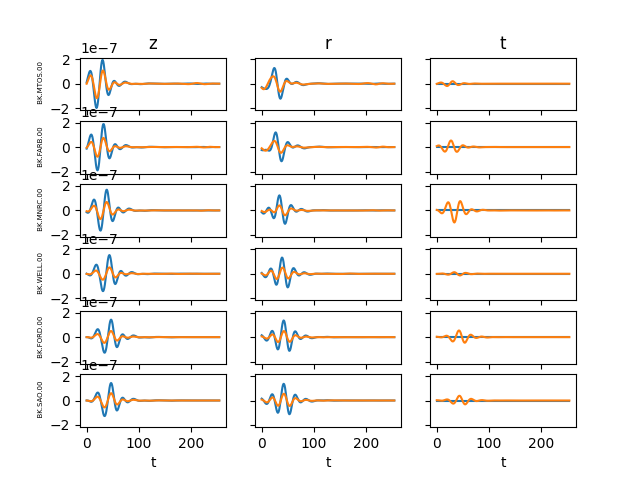 z r t
1e−7
BK.MTOS.00 2 0 −2
1e−7
BK.FARB.00 2 0 −2
1e−7
BK.MNRC.00 2 0 −2
1e−7
BK.WELL.00 2 0 −2
1e−7
BK.FORD.00 2 0 −2
1e−7
BK.SAO.00 2 0 −2
0 100 200 0 100 200 0 100 200
t t t